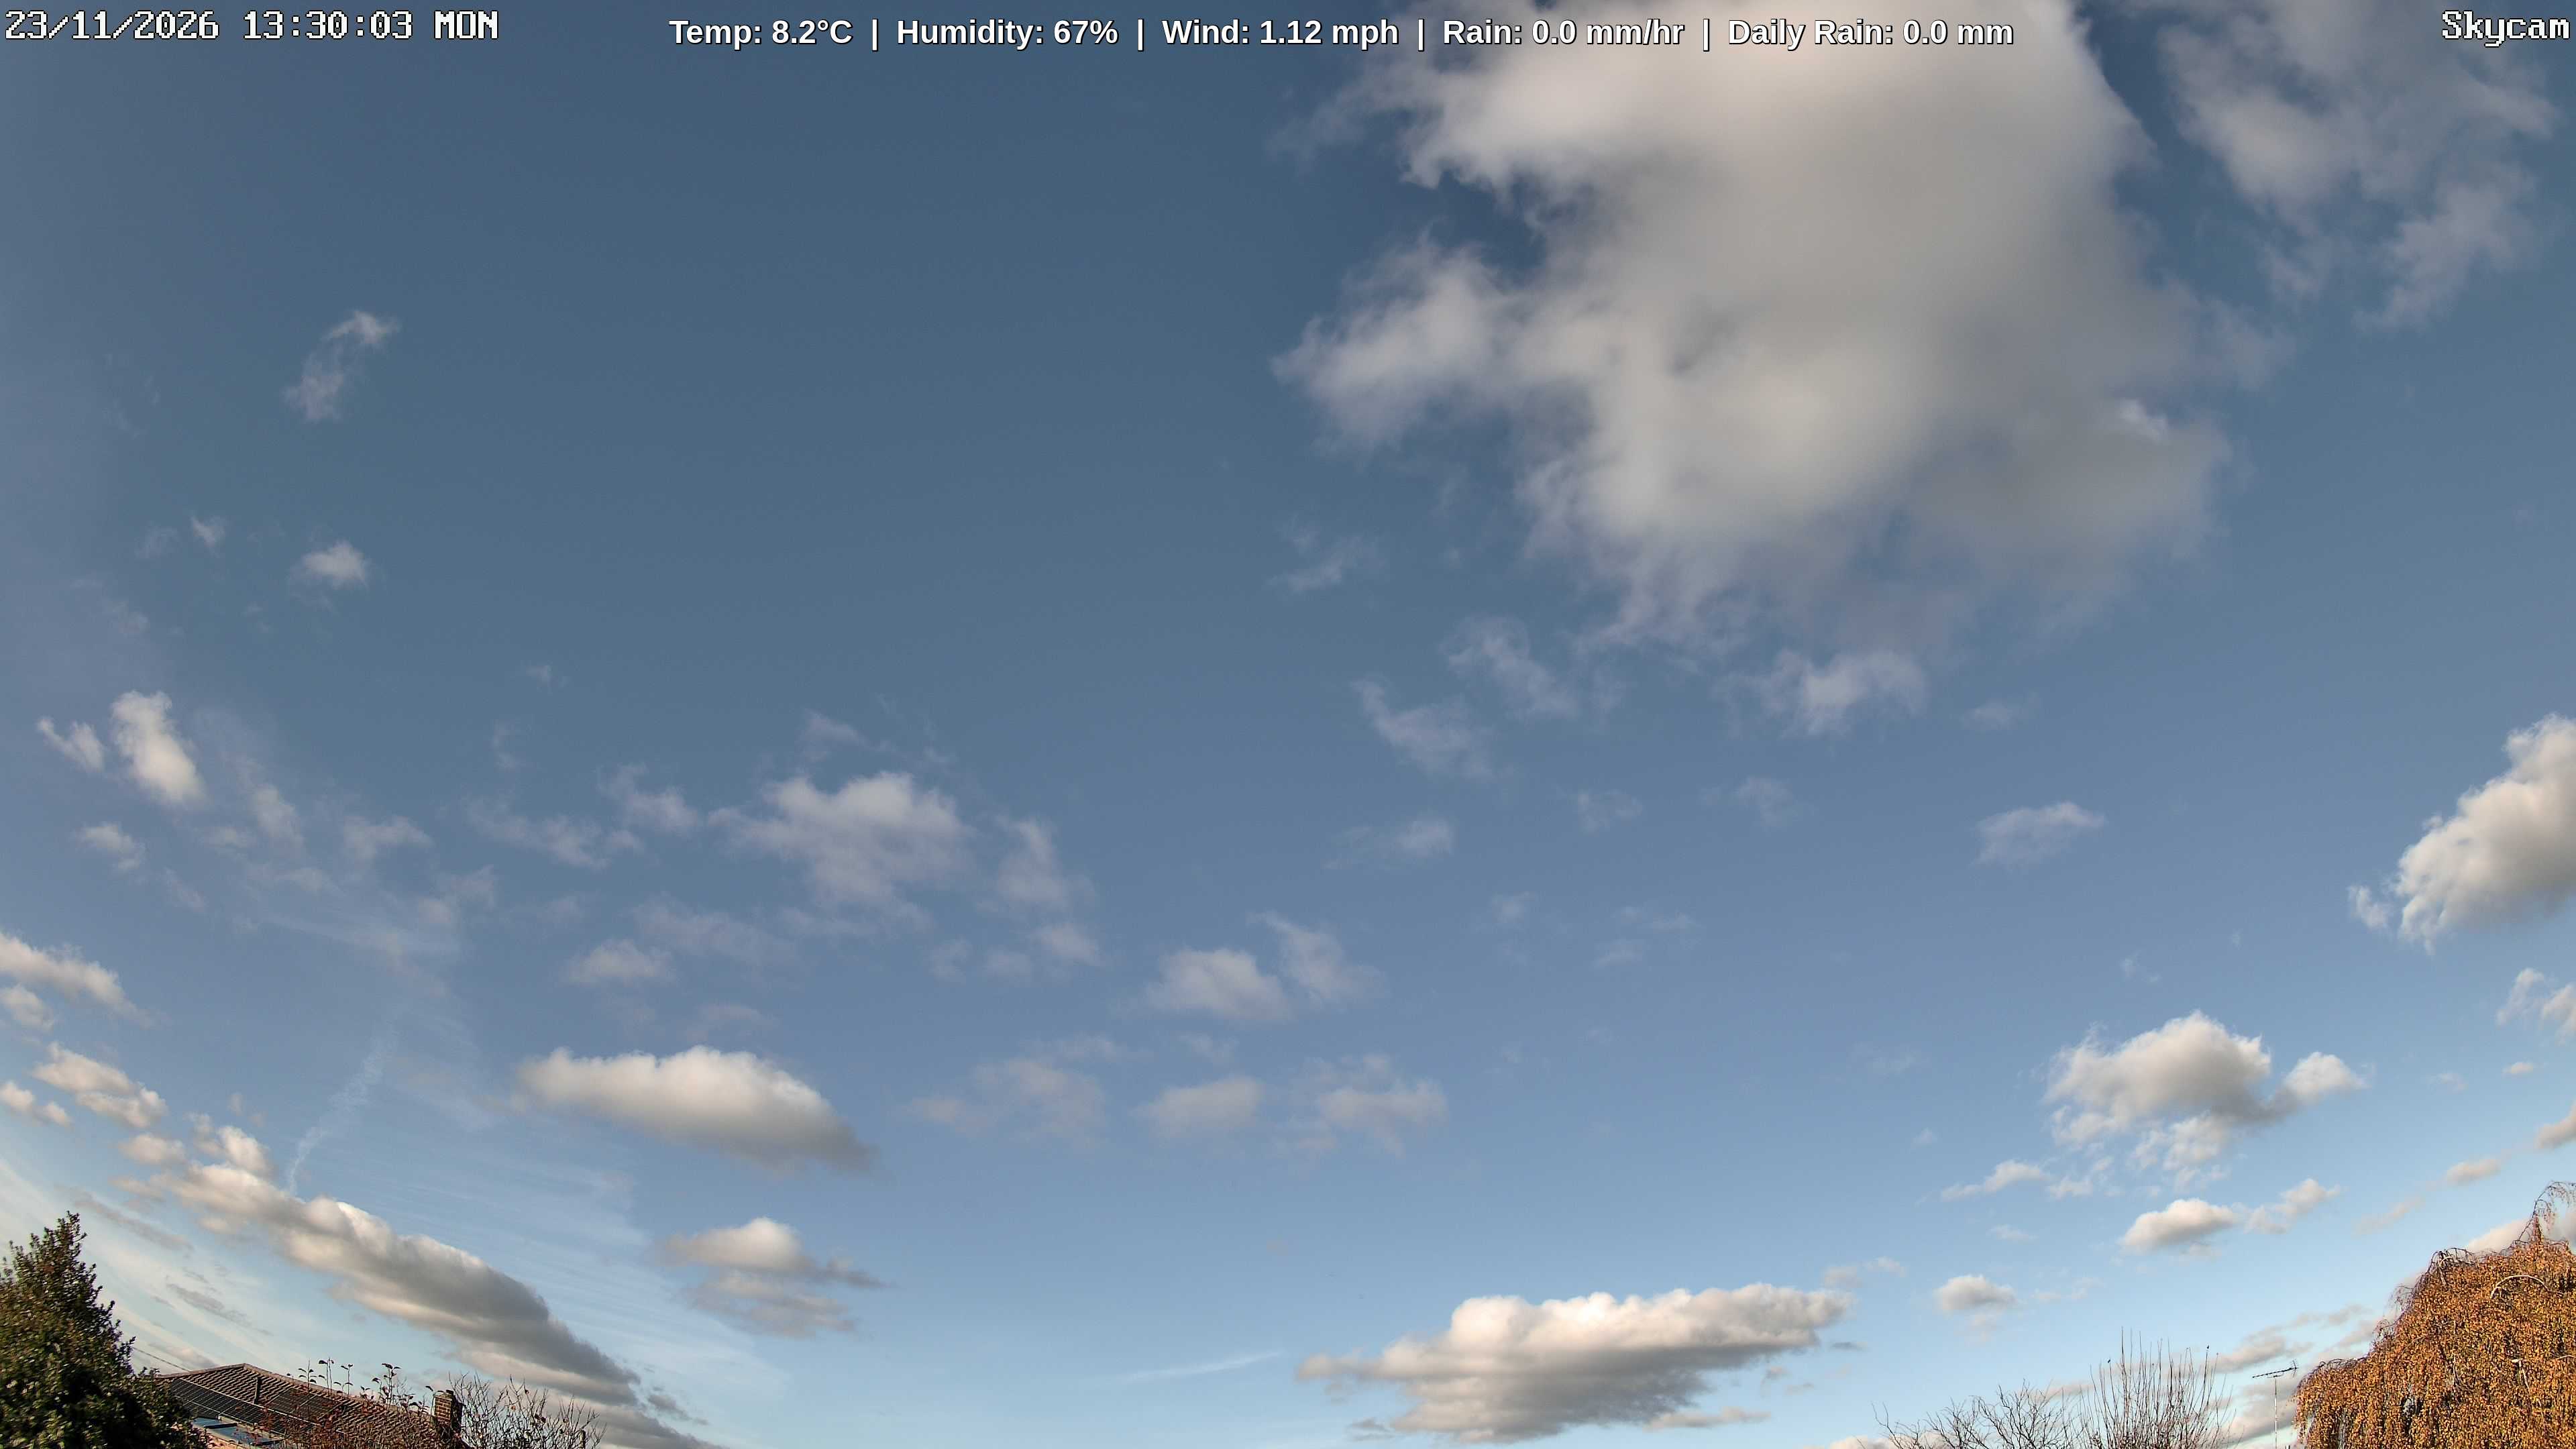 23/11/2026 13:30:03 MON
Temp: 8.2°C | Humidity: 67% | Wind: 1.12 mph | Rain: 0.0 mm/hr | Daily Rain: 0.0 mm
Skycam